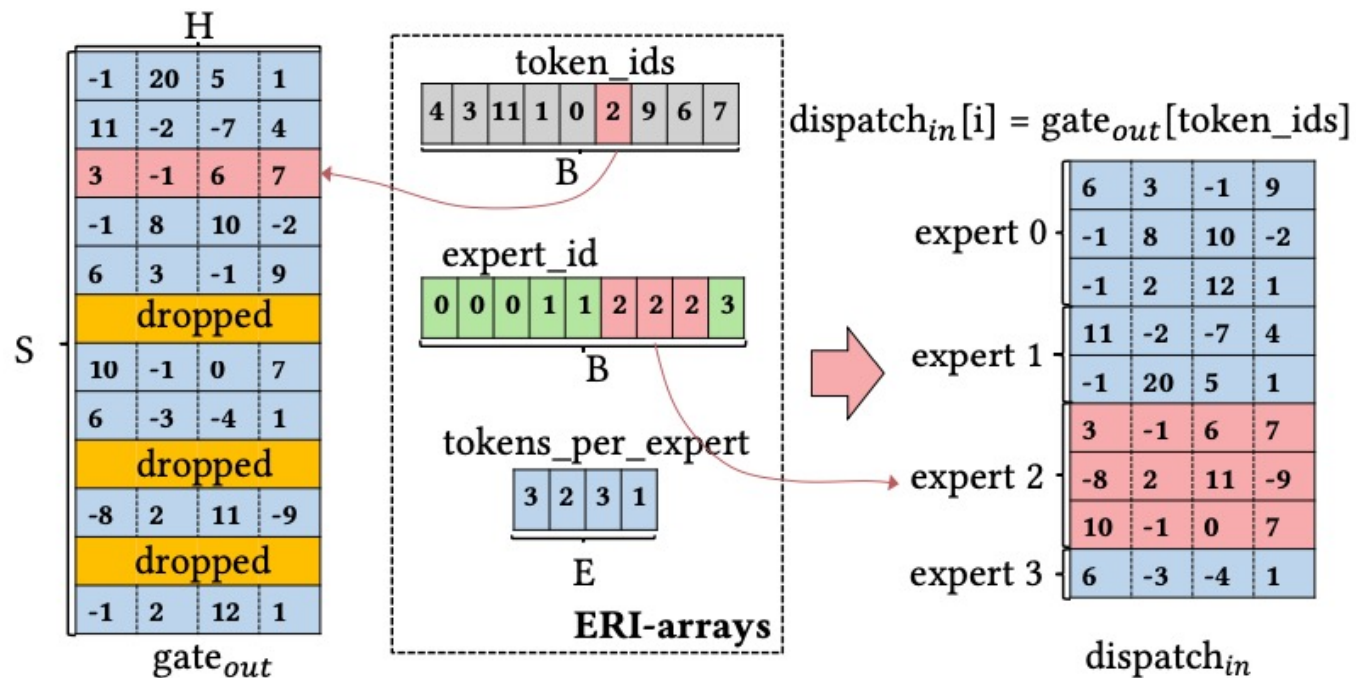 H
-1 20 5 1
11 -2 -7 4
3 -1 6 7
-1 8 10 -2
6 3 -1 9
dropped
10 -1 0 7
6 -3 -4 1
dropped
-8 2 11 -9
dropped
-1 2 12 1
S
gate_out
token_ids
4 3 11 1 0 2 9 6 7
B
expert_id
0 0 0 1 1 2 2 2 3
B
tokens_per_expert
3 2 3 1
E
ERI-arrays
dispatch_in[i] = gate_out[token_ids]
expert 0
6 3 -1 9
-1 8 10 -2
-1 2 12 1
expert 1
11 -2 -7 4
-1 20 5 1
expert 2
3 -1 6 7
-8 2 11 -9
10 -1 0 7
expert 3
6 -3 -4 1
dispatch_in